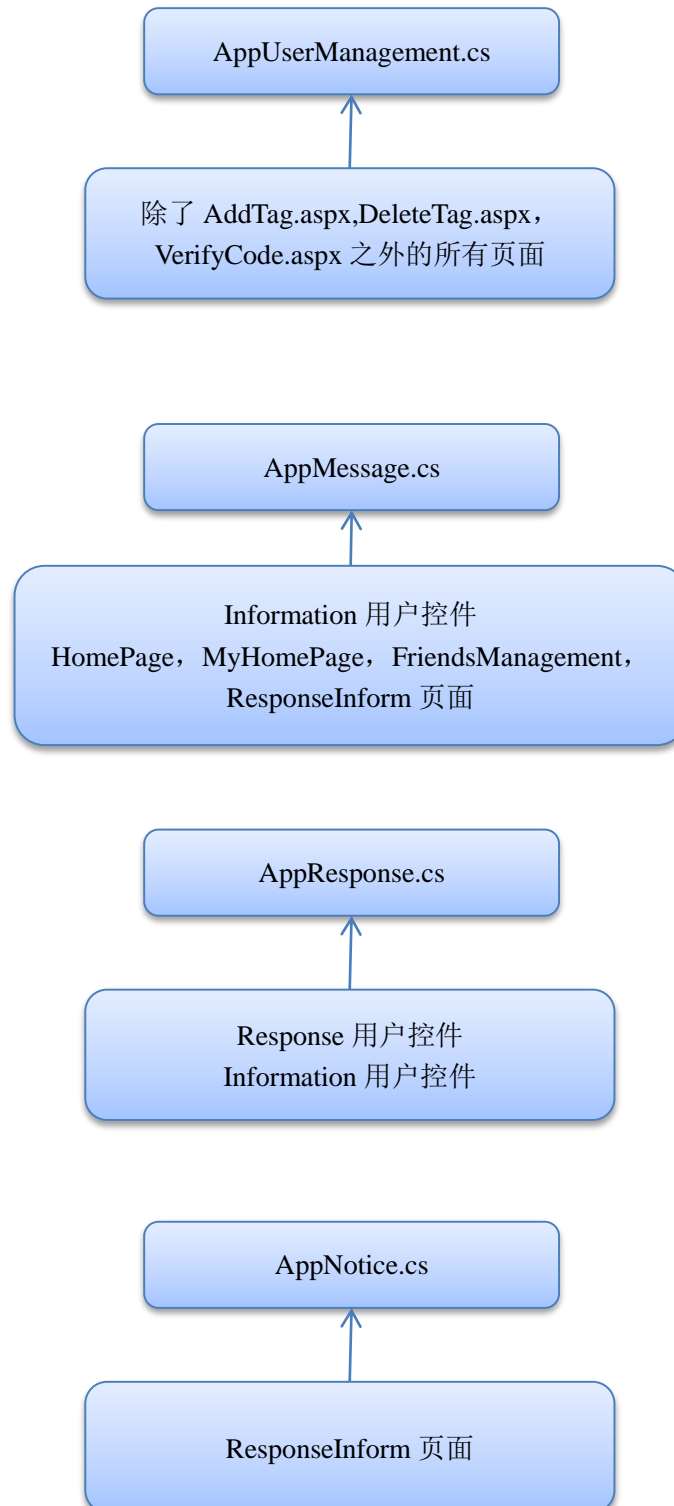 AppUserManagement.cs
除了 AddTag.aspx,DeleteTag.aspx，
VerifyCode.aspx 之外的所有页面
AppMessage.cs
Information 用户控件
HomePage，MyHomePage，FriendsManagement，
ResponseInform 页面
AppResponse.cs
Response 用户控件
Information 用户控件
AppNotice.cs
ResponseInform 页面